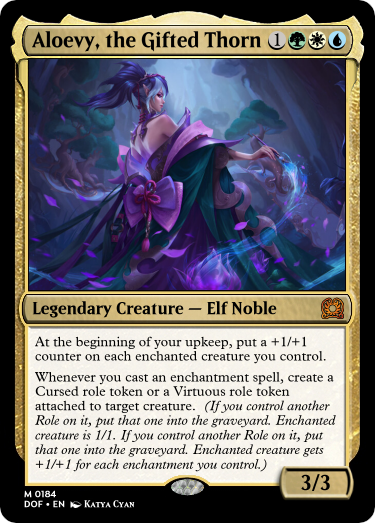 Aloevy, the Gifted Thorn 1
Legendary Creature — Elf Noble
At the beginning of your upkeep, put a +1/+1
counter on each enchanted creature you control.
Whenever you cast an enchantment spell, create a
Cursed role token or a Virtuous role token
attached to target creature. (If you control another
Role on it, put that one into the graveyard. Enchanted
creature is 1/1. If you control another Role on it, put
that one into the graveyard. Enchanted creature gets
+1/+1 for each enchantment you control.)
3/3
M 0184
DOF • EN Katya Cyan